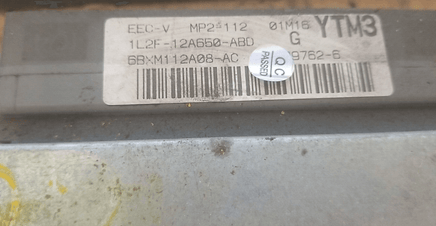 EEC-V MP2-112 01M16 YTM3
1L2F-12A650-ABD G
6BXM112A08-AC 9762-6
QC
PASSED